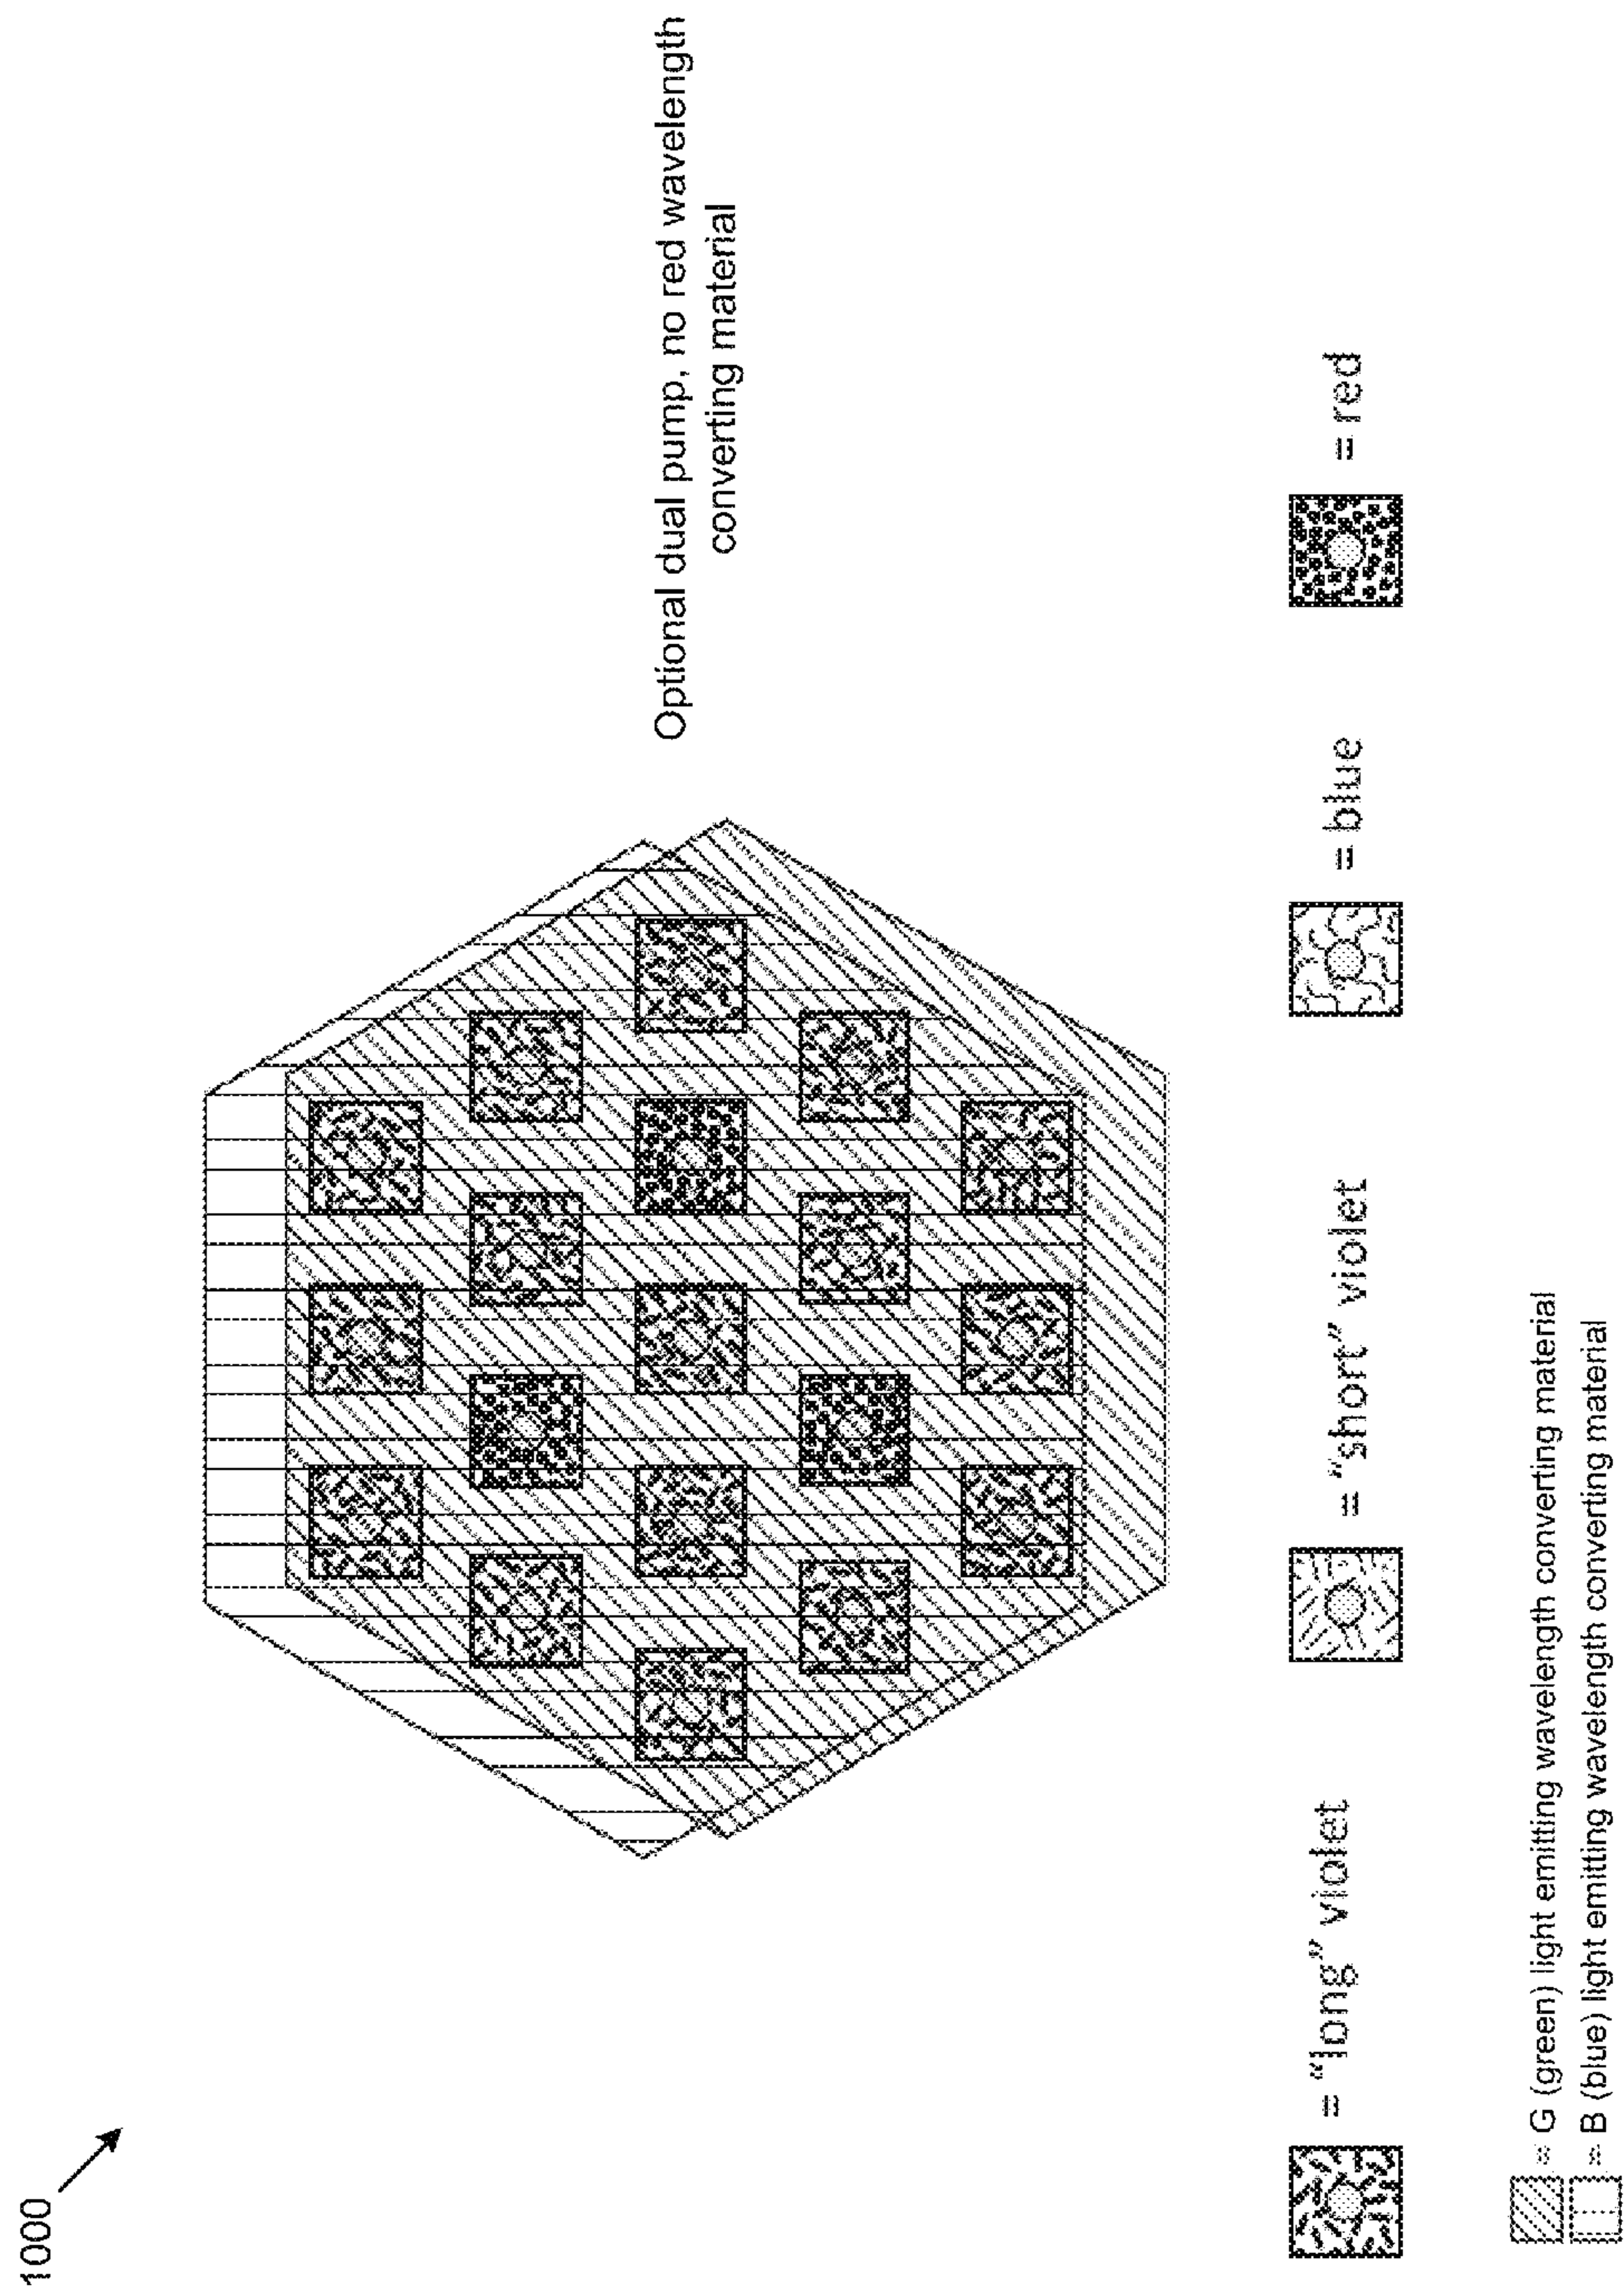 1000
Optional dual pump, no red wavelength
converting material
= "long" violet
= "short" violet
= blue
= red
= G (green) light emitting wavelength converting material
= B (blue) light emitting wavelength converting material